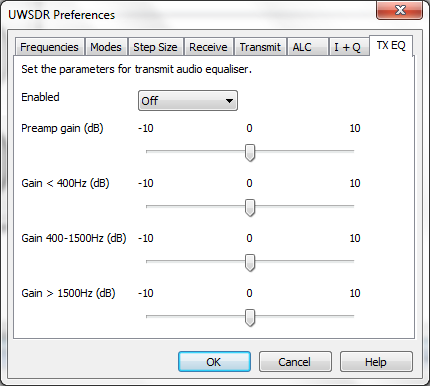 UWSDR Preferences
Frequencies Modes Step Size Receive Transmit ALC I + Q TX EQ
Set the parameters for transmit audio equaliser.
Enabled Off
Preamp gain (dB) -10 0 10
Gain < 400Hz (dB) -10 0 10
Gain 400-1500Hz (dB) -10 0 10
Gain > 1500Hz (dB) -10 0 10
OK Cancel Help